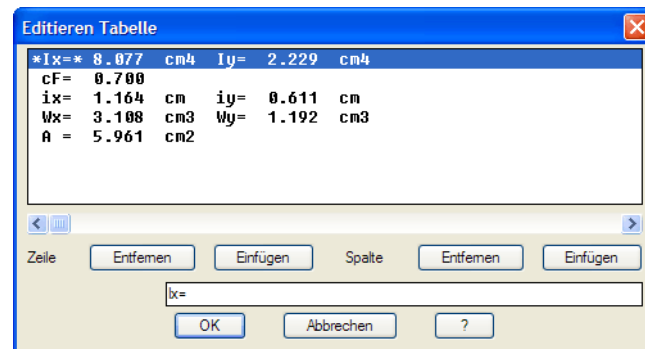 Editieren Tabelle
*Ix=* 8.077 cm4 Iy= 2.229 cm4
cF= 0.700
ix= 1.164 cm iy= 0.611 cm
Wx= 3.108 cm3 Wy= 1.192 cm3
A = 5.961 cm2
Zeile Entfernen Einfügen Spalte Entfernen Einfügen
Ix=
OK Abbrechen ?